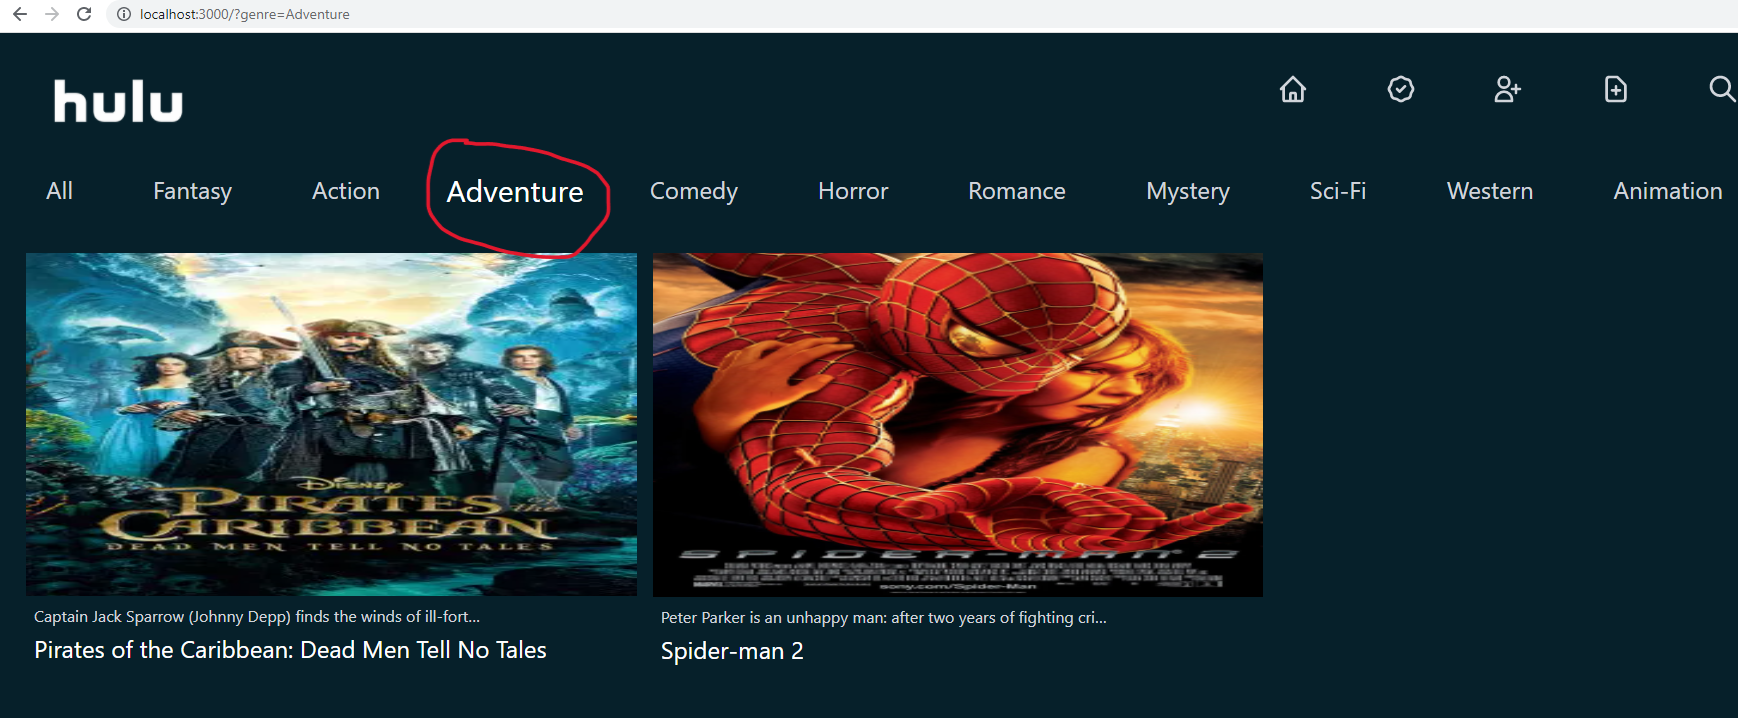 localhost:3000/?genre=Adventure
hulu
All Fantasy Action Adventure Comedy Horror Romance Mystery Sci-Fi Western Animation
Disney
PIRATES of the
CARIBBEAN
DEAD MEN TELL NO TALES
SPIDER-MAN 2
sony.com/Spider-Man
Captain Jack Sparrow (Johnny Depp) finds the winds of ill-fort...
Pirates of the Caribbean: Dead Men Tell No Tales
Peter Parker is an unhappy man: after two years of fighting cri...
Spider-man 2